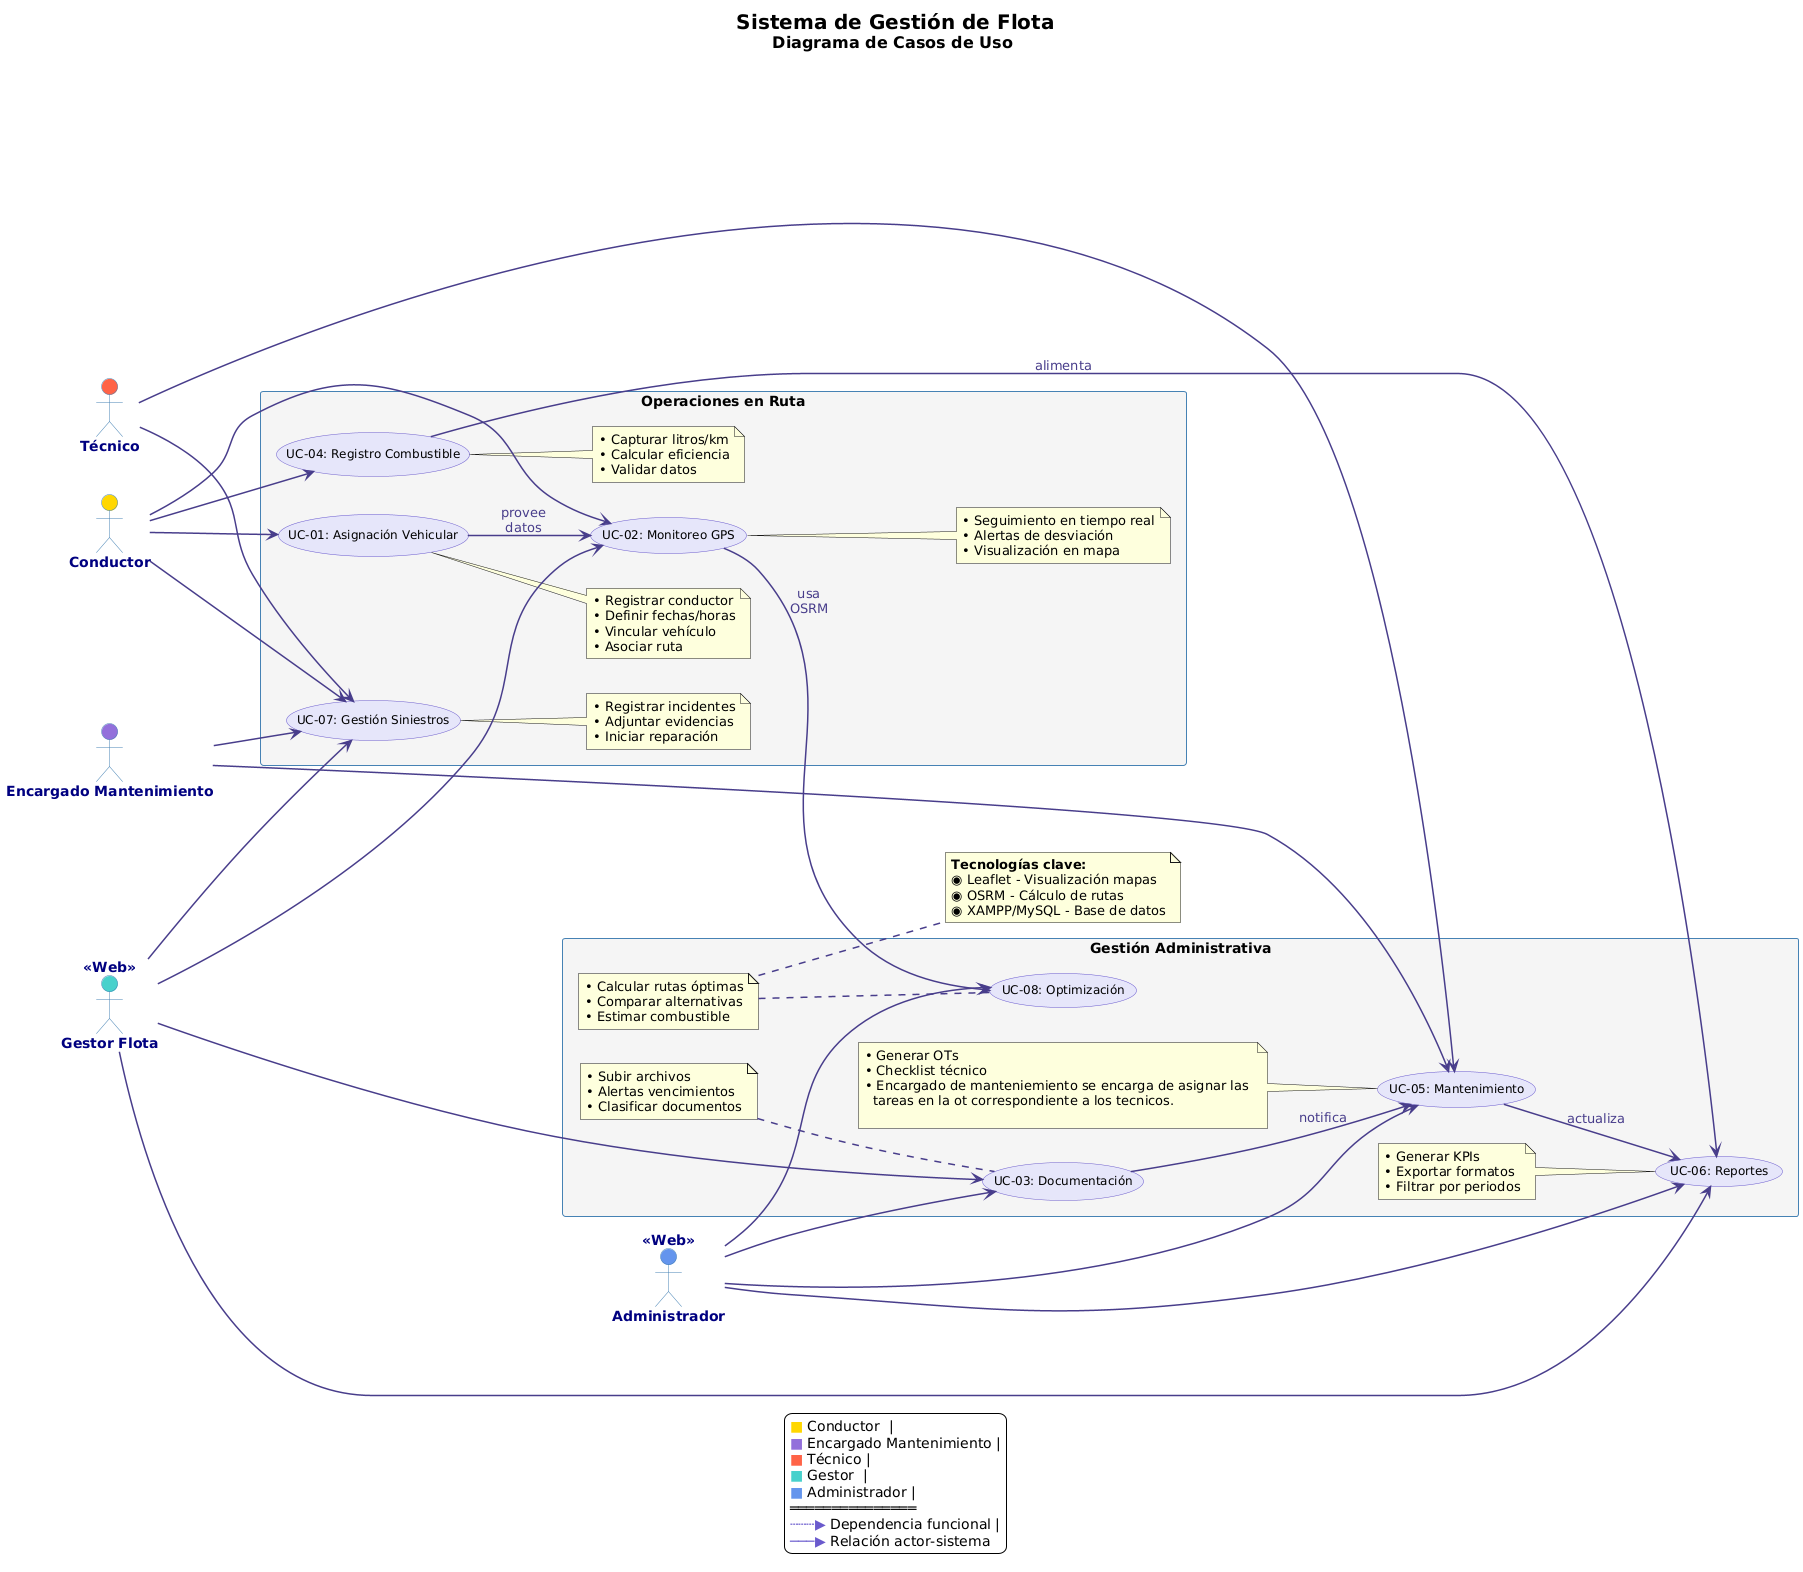 Sistema de Gestión de Flota
Diagrama de Casos de Uso
alimenta
Técnico
Operaciones en Ruta
UC-04: Registro Combustible
• Capturar litros/km
• Calcular eficiencia
• Validar datos
Conductor
UC-01: Asignación Vehicular
provee
datos
UC-02: Monitoreo GPS
• Seguimiento en tiempo real
• Alertas de desviación
• Visualización en mapa
usa
OSRM
• Registrar conductor
• Definir fechas/horas
• Vincular vehículo
• Asociar ruta
UC-07: Gestión Siniestros
• Registrar incidentes
• Adjuntar evidencias
• Iniciar reparación
Encargado Mantenimiento
Tecnologías clave:
◉ Leaflet - Visualización mapas
◉ OSRM - Cálculo de rutas
◉ XAMPP/MySQL - Base de datos
«Web»
Gestor Flota
Gestión Administrativa
• Calcular rutas óptimas
• Comparar alternativas
• Estimar combustible
UC-08: Optimización
• Subir archivos
• Alertas vencimientos
• Clasificar documentos
• Generar OTs
• Checklist técnico
• Encargado de manteniemiento se encarga de asignar las
tareas en la ot correspondiente a los tecnicos.
UC-05: Mantenimiento
notifica
actualiza
UC-03: Documentación
• Generar KPIs
• Exportar formatos
• Filtrar por periodos
UC-06: Reportes
«Web»
Administrador
Conductor |
Encargado Mantenimiento |
Técnico |
Gestor |
Administrador |
Dependencia funcional |
Relación actor-sistema